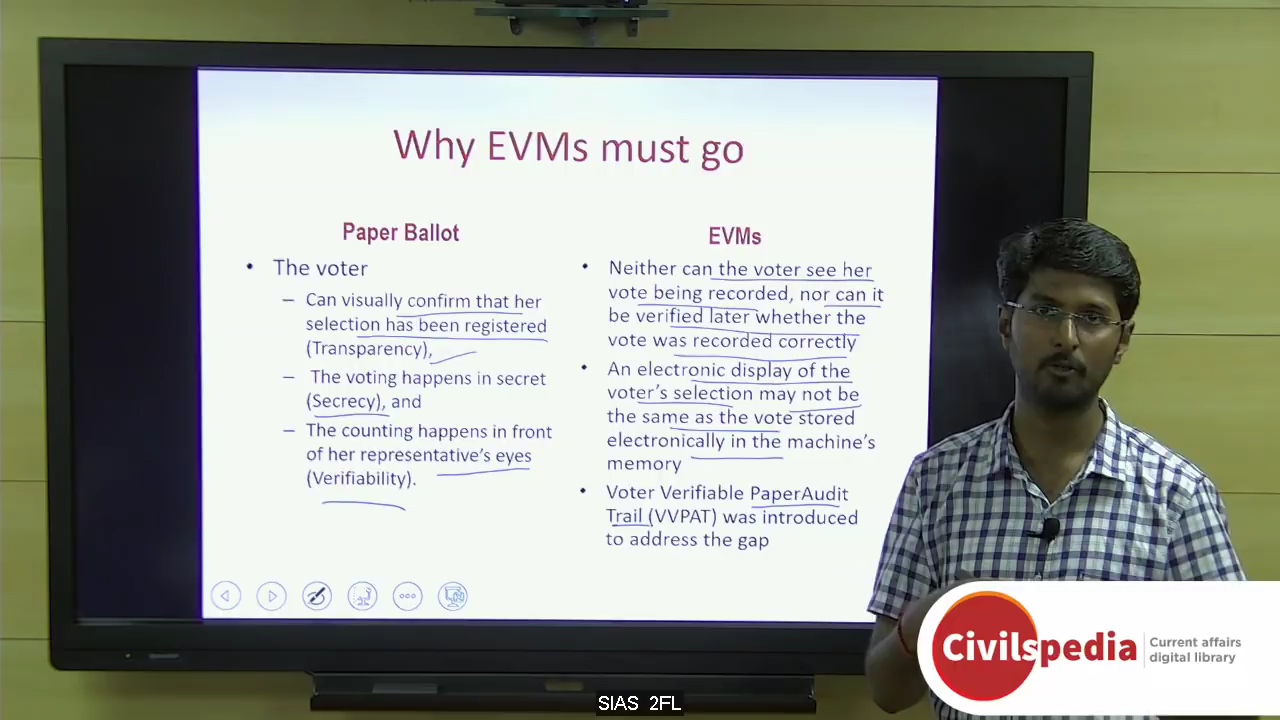 Why EVMs must go
Paper Ballot
• The voter
– Can visually confirm that her
selection has been registered
(Transparency),
– The voting happens in secret
(Secrecy), and
– The counting happens in front
of her representative's eyes
(Verifiability).
EVMs
• Neither can the voter see her
vote being recorded, nor can it
be verified later whether the
vote was recorded correctly
• An electronic display of the
voter's selection may not be
the same as the vote stored
electronically in the machine's
memory
• Voter Verifiable PaperAudit
Trail (VVPAT) was introduced
to address the gap
Civilspedia
Current affairs
digital library
SIAS 2FL